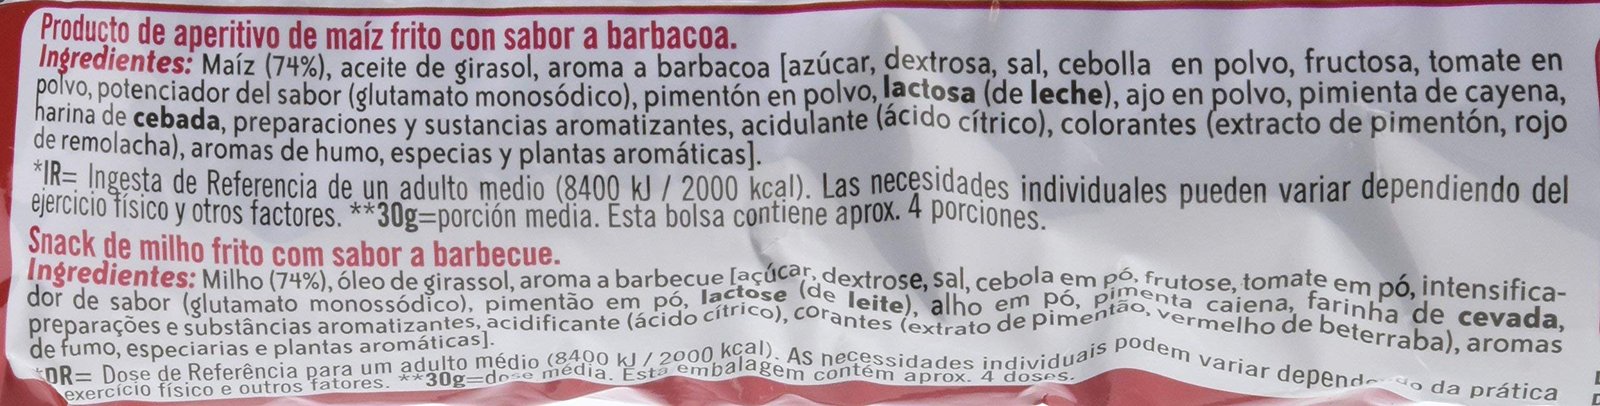 Producto de aperitivo de maíz frito con sabor a barbacoa.
Ingredientes: Maíz (74%), aceite de girasol, aroma a barbacoa [azúcar, dextrosa, sal, cebolla en polvo, fructosa, tomate en
polvo, potenciador del sabor (glutamato monosódico), pimentón en polvo, lactosa (de leche), ajo en polvo, pimienta de cayena,
harina de cebada, preparaciones y sustancias aromatizantes, acidulante (ácido cítrico), colorantes (extracto de pimentón, rojo
de remolacha), aromas de humo, especias y plantas aromáticas].
*IR= Ingesta de Referencia de un adulto medio (8400 kJ / 2000 kcal). Las necesidades individuales pueden variar dependiendo del
ejercicio físico y otros factores. **30g=porción media. Esta bolsa contiene aprox. 4 porciones.
Snack de milho frito com sabor a barbecue.
Ingredientes: Milho (74%), óleo de girassol, aroma a barbecue [açúcar, dextrose, sal, cebola em pó, frutose, tomate em pó, intensifica-
dor de sabor (glutamato monossódico), pimentão em pó, lactose (de leite), alho em pó, pimenta caiena, farinha de cevada,
preparações e substâncias aromatizantes, acidificante (ácido cítrico), corantes (extrato de pimentão, vermelho de beterraba), aromas
de fumo, especiarias e plantas aromáticas].
*DR= Dose de Referência para um adulto médio (8400 kJ / 2000 kcal). As necessidades individuais podem variar da prática
exercício físico e outros fatores. **30g=dose média. Esta embalagem contém aprox. 4 doses.